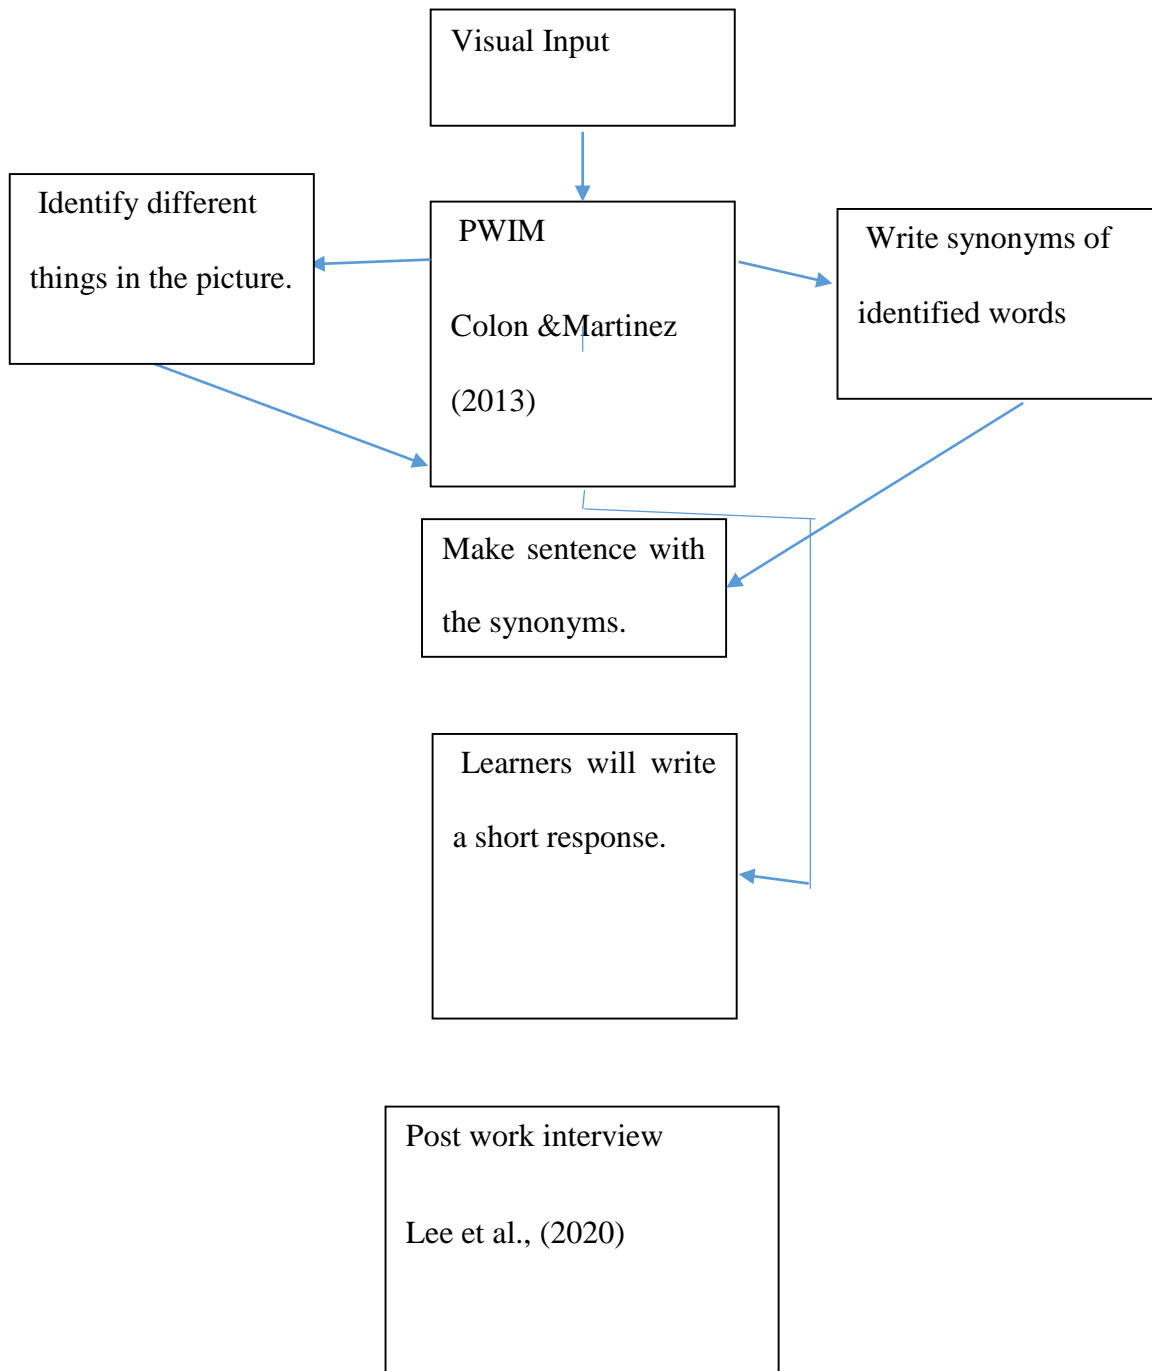 Visual Input
Identify different
things in the picture.
PWIM
Colon &Martinez
(2013)
Write synonyms of
identified words
Make sentence with
the synonyms.
Learners will write
a short response.
Post work interview
Lee et al., (2020)